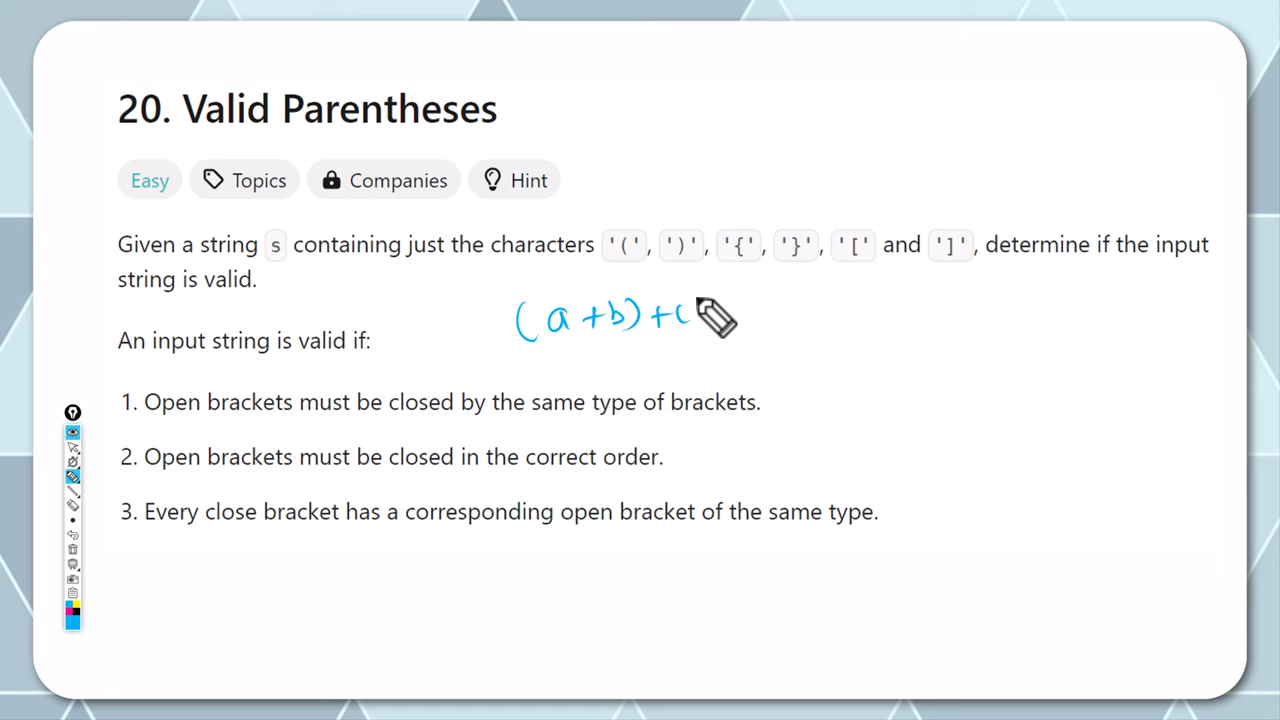 20. Valid Parentheses
Easy Topics Companies Hint
Given a string s containing just the characters '(', ')', '{', '}', '[' and ']', determine if the input
string is valid.
(a+b)+c
An input string is valid if:
1. Open brackets must be closed by the same type of brackets.
2. Open brackets must be closed in the correct order.
3. Every close bracket has a corresponding open bracket of the same type.